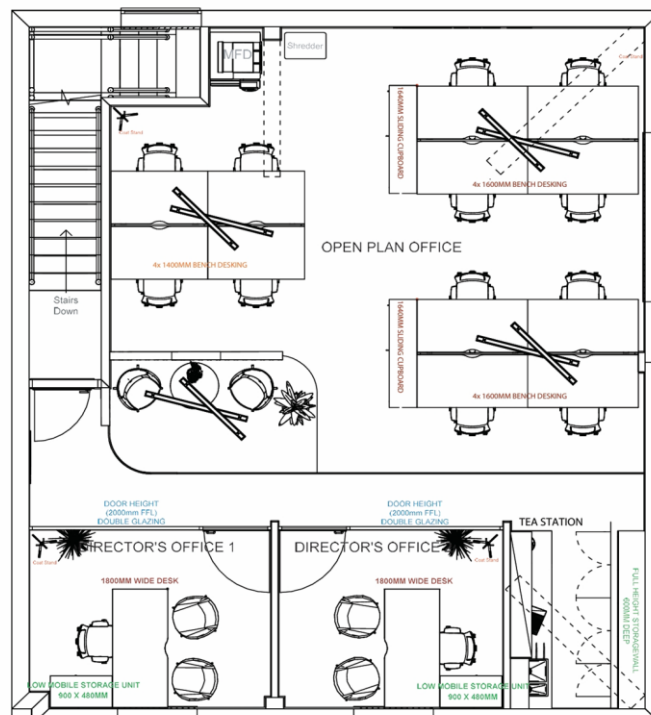 MFD
Shredder
Coat Stand
Coat Stand
1640MM SLIDING CUPBOARD
4x 1600MM BENCH DESKING
OPEN PLAN OFFICE
4x 1400MM BENCH DESKING
Stairs
Down
1640MM SLIDING CUPBOARD
4x 1600MM BENCH DESKING
DOOR HEIGHT
(2000mm FFL)
DOUBLE GLAZING
DOOR HEIGHT
(2000mm FFL)
DOUBLE GLAZING
TEA STATION
DIRECTOR'S OFFICE 1
DIRECTOR'S OFFICE
Coat Stand
Coat Stand
1800MM WIDE DESK
1800MM WIDE DESK
FULL HEIGHT STORAGEWALL
600MM DEEP
LOW MOBILE STORAGE UNIT
900 X 480MM
LOW MOBILE STORAGE UNIT
900 X 480MM